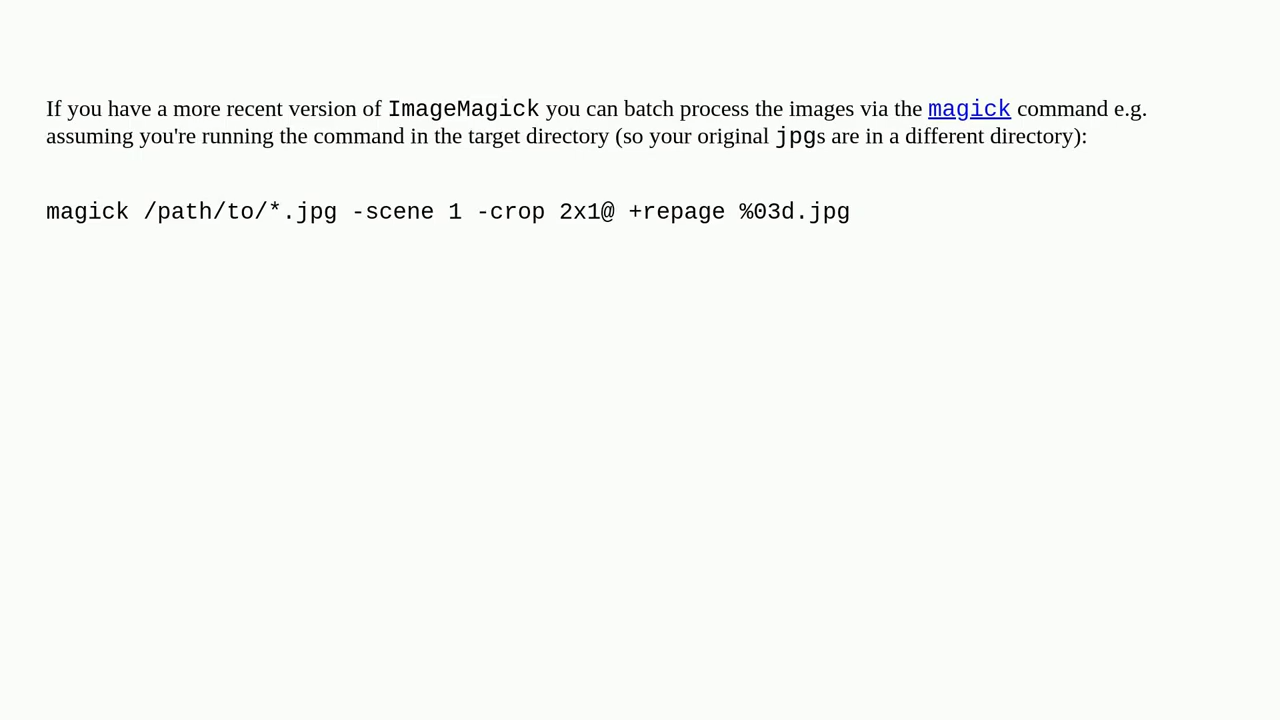 If you have a more recent version of ImageMagick you can batch process the images via the magick command e.g.
assuming you're running the command in the target directory (so your original jpgs are in a different directory):
magick /path/to/*.jpg -scene 1 -crop 2x1@ +repage %03d.jpg